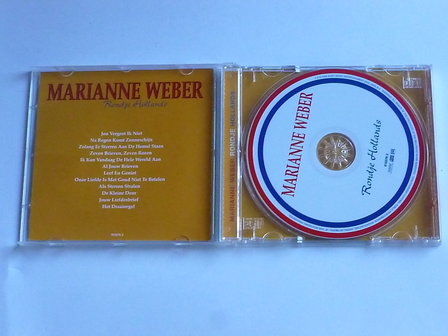 MARIANNE WEBER
Rondje Hollands
Jou Vergeet Ik Niet
Na Regen Komt Zonneschijn
Zolang Er Sterren Aan De Hemel Staan
Zeven Brieven, Zeven Rozen
Ik Kan Vandaag De Hele Wereld Aan
Al Jouw Brieven
Leef En Geniet
Onze Liefde Is Met Goud Niet Te Betalen
Als Sterren Stralen
De Kleine Deur
Jouw Liefdesbrief
Het Draaiorgel
MARIANNE WEBER RONDJE HOLLANDS
MARIANNE WEBER
Rondje Hollands